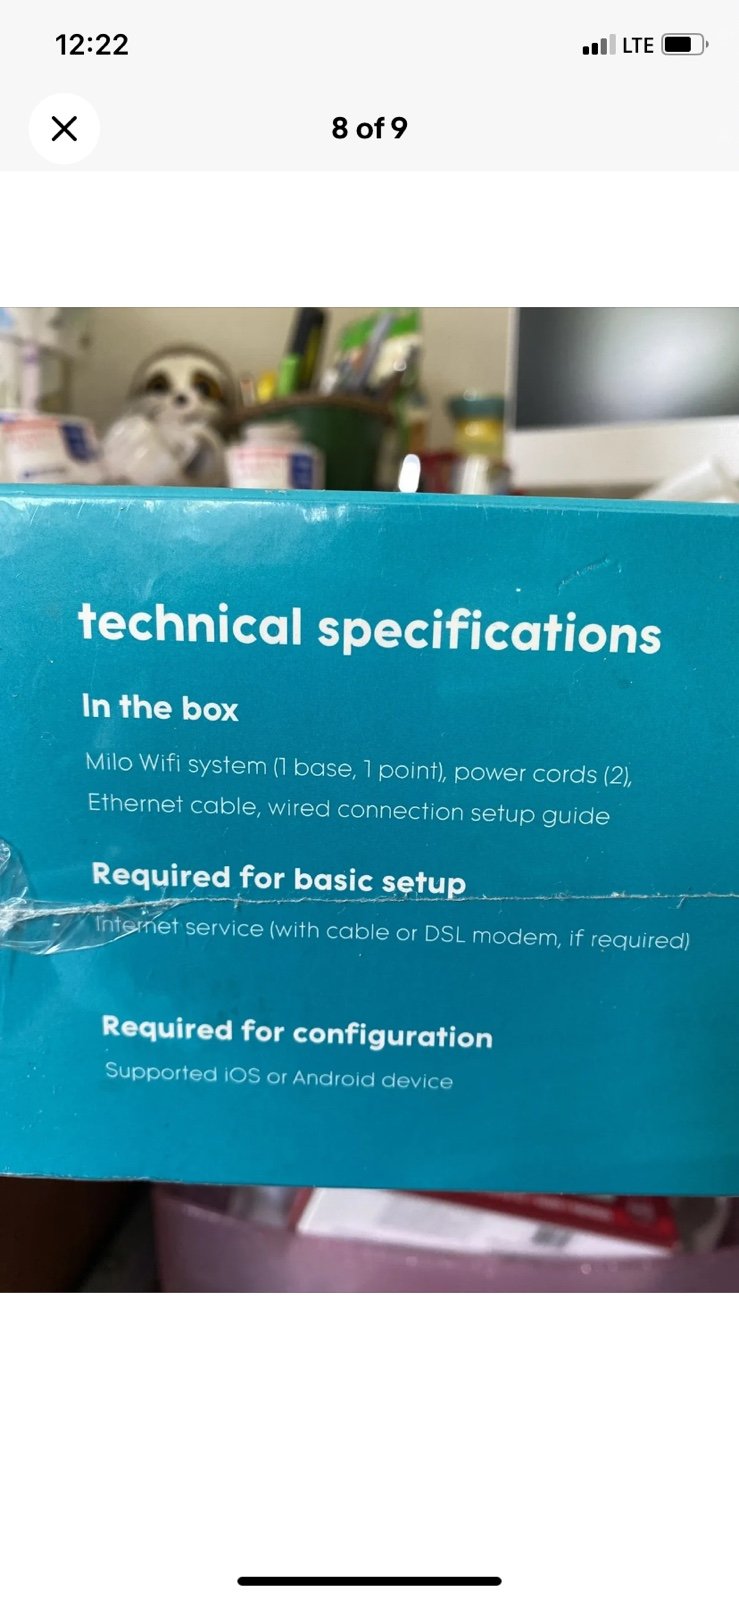 12:22
LTE
8 of 9
technical specifications
In the box
Milo Wifi system (1 base, 1 point), power cords (2),
Ethernet cable, wired connection setup guide
Required for basic setup
Internet service (with cable or DSL modem, if required)
Required for configuration
Supported iOS or Android device